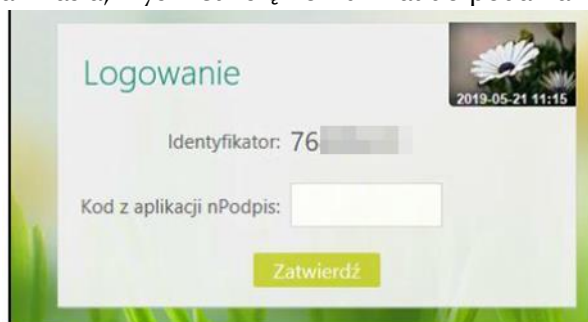 Logowanie
2019-05-21 11:15
Identyfikator: 76
Kod z aplikacji nPodpis:
Zatwierdź